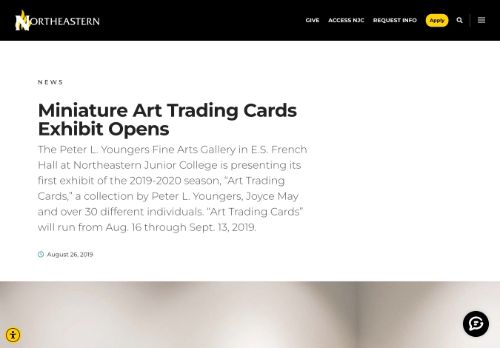 NORTHEASTERN
GIVE ACCESS NJC REQUEST INFO Apply
NEWS
Miniature Art Trading Cards
Exhibit Opens
The Peter L. Youngers Fine Arts Gallery in E.S. French
Hall at Northeastern Junior College is presenting its
first exhibit of the 2019-2020 season, “Art Trading
Cards,” a collection by Peter L. Youngers, Joyce May
and over 30 different individuals. “Art Trading Cards”
will run from Aug. 16 through Sept. 13, 2019.
August 26, 2019